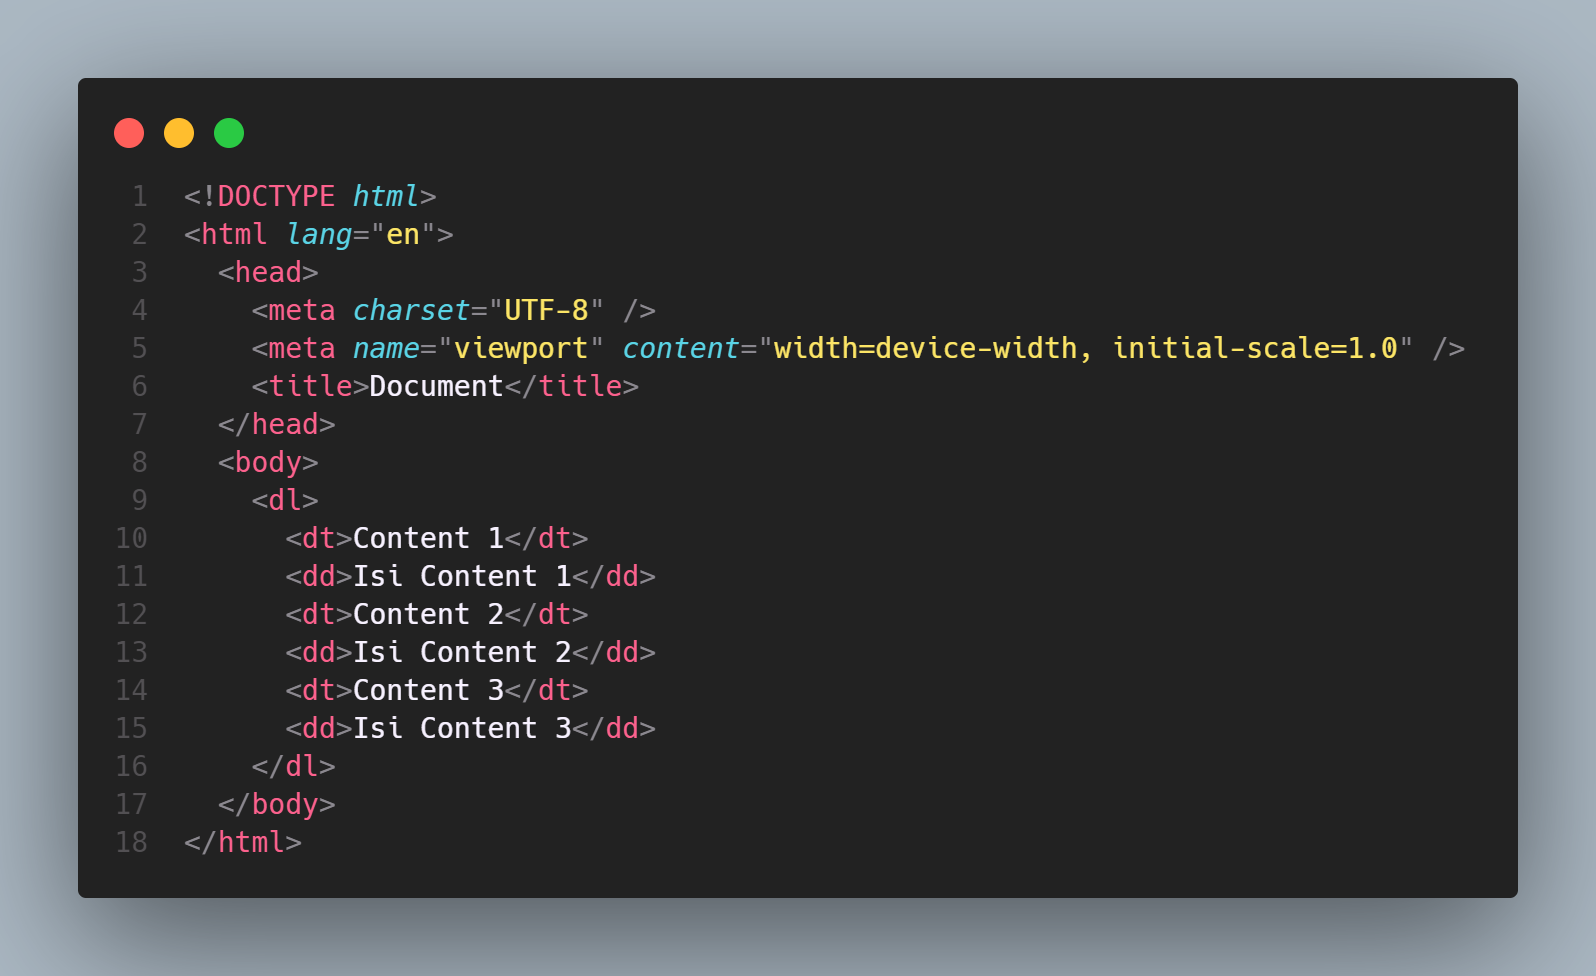 1 <!DOCTYPE html>
2 <html lang="en">
3   <head>
4     <meta charset="UTF-8" />
5     <meta name="viewport" content="width=device-width, initial-scale=1.0" />
6     <title>Document</title>
7   </head>
8   <body>
9     <dl>
10       <dt>Content 1</dt>
11       <dd>Isi Content 1</dd>
12       <dt>Content 2</dt>
13       <dd>Isi Content 2</dd>
14       <dt>Content 3</dt>
15       <dd>Isi Content 3</dd>
16     </dl>
17   </body>
18 </html>